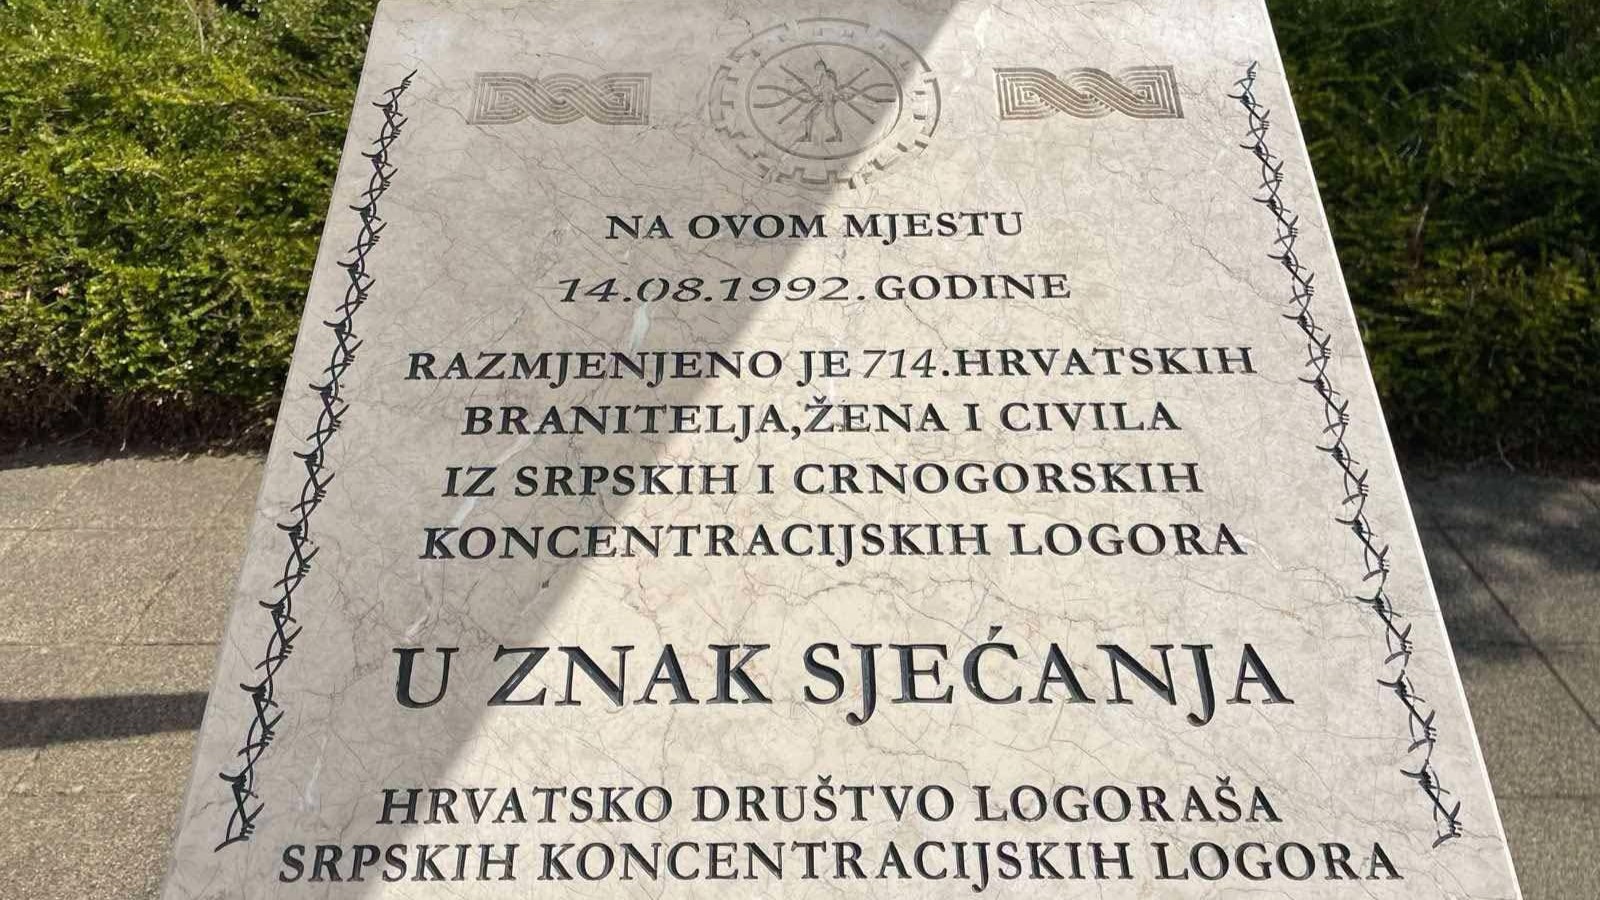 NA OVOM MJESTU
14.08.1992.GODINE
RAZMJENJENO JE 714.HRVATSKIH
BRANITELJA,ŽENA I CIVILA
IZ SRPSKIH I CRNOGORSKIH
KONCENTRACIJSKIH LOGORA
U ZNAK SJEĆANJA
HRVATSKO DRUŠTVO LOGORAŠA
SRPSKIH KONCENTRACIJSKIH LOGORA